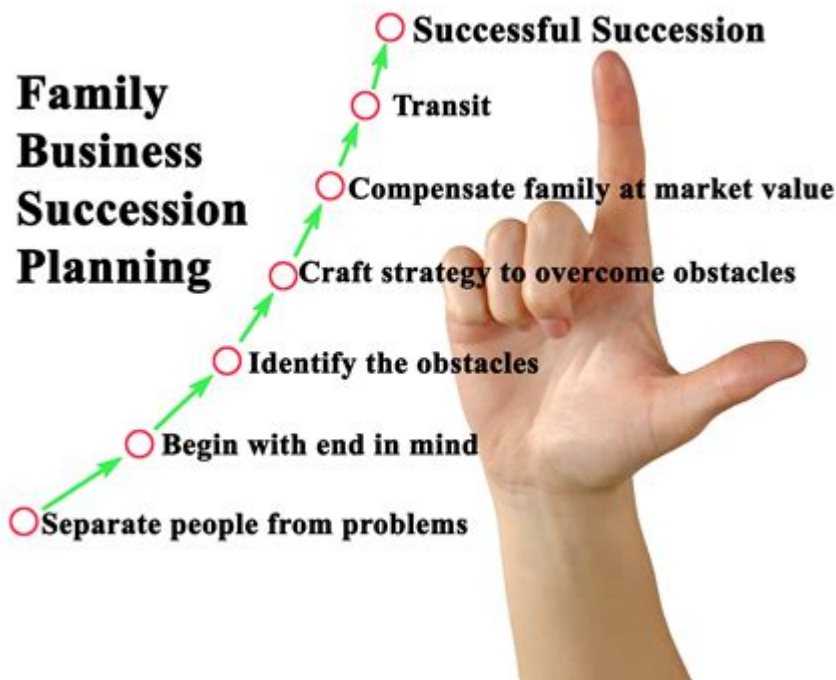 Family
Business
Succession
Planning
Successful Succession
Transit
Compensate family at market value
Craft strategy to overcome obstacles
Identify the obstacles
Begin with end in mind
Separate people from problems